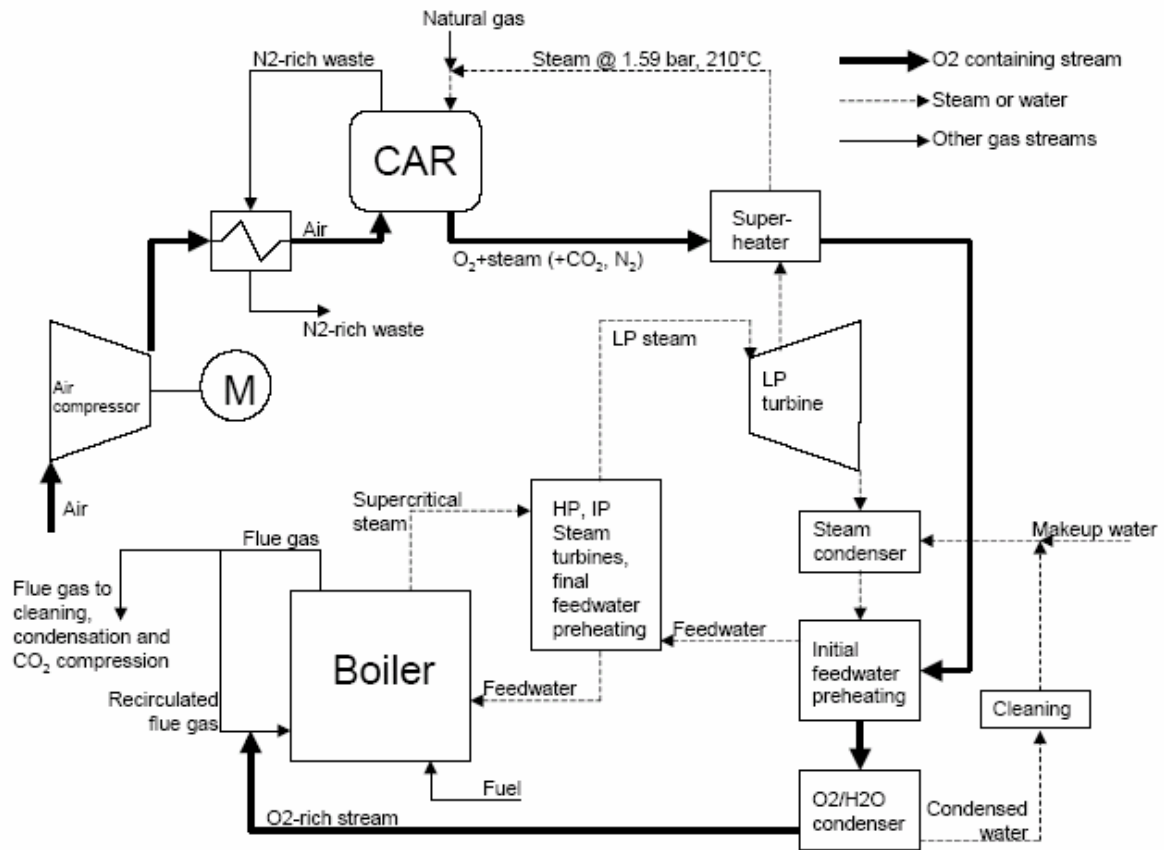 Natural gas
N2-rich waste
Steam @ 1.59 bar, 210°C
O2 containing stream
Steam or water
Other gas streams
CAR
Super-
heater
Air
O₂+steam (+CO₂, N₂)
N2-rich waste
LP steam
Air
compressor
M
LP
turbine
Air
Supercritical
steam
HP, IP
Steam
turbines,
final
feedwater
preheating
Steam
condenser
Makeup water
Flue gas
Flue gas to
cleaning,
condensation and
CO₂ compression
Boiler
Feedwater
Initial
feedwater
preheating
Recirculated
flue gas
Feedwater
Cleaning
Fuel
O2-rich stream
O2/H2O
condenser
Condensed
water